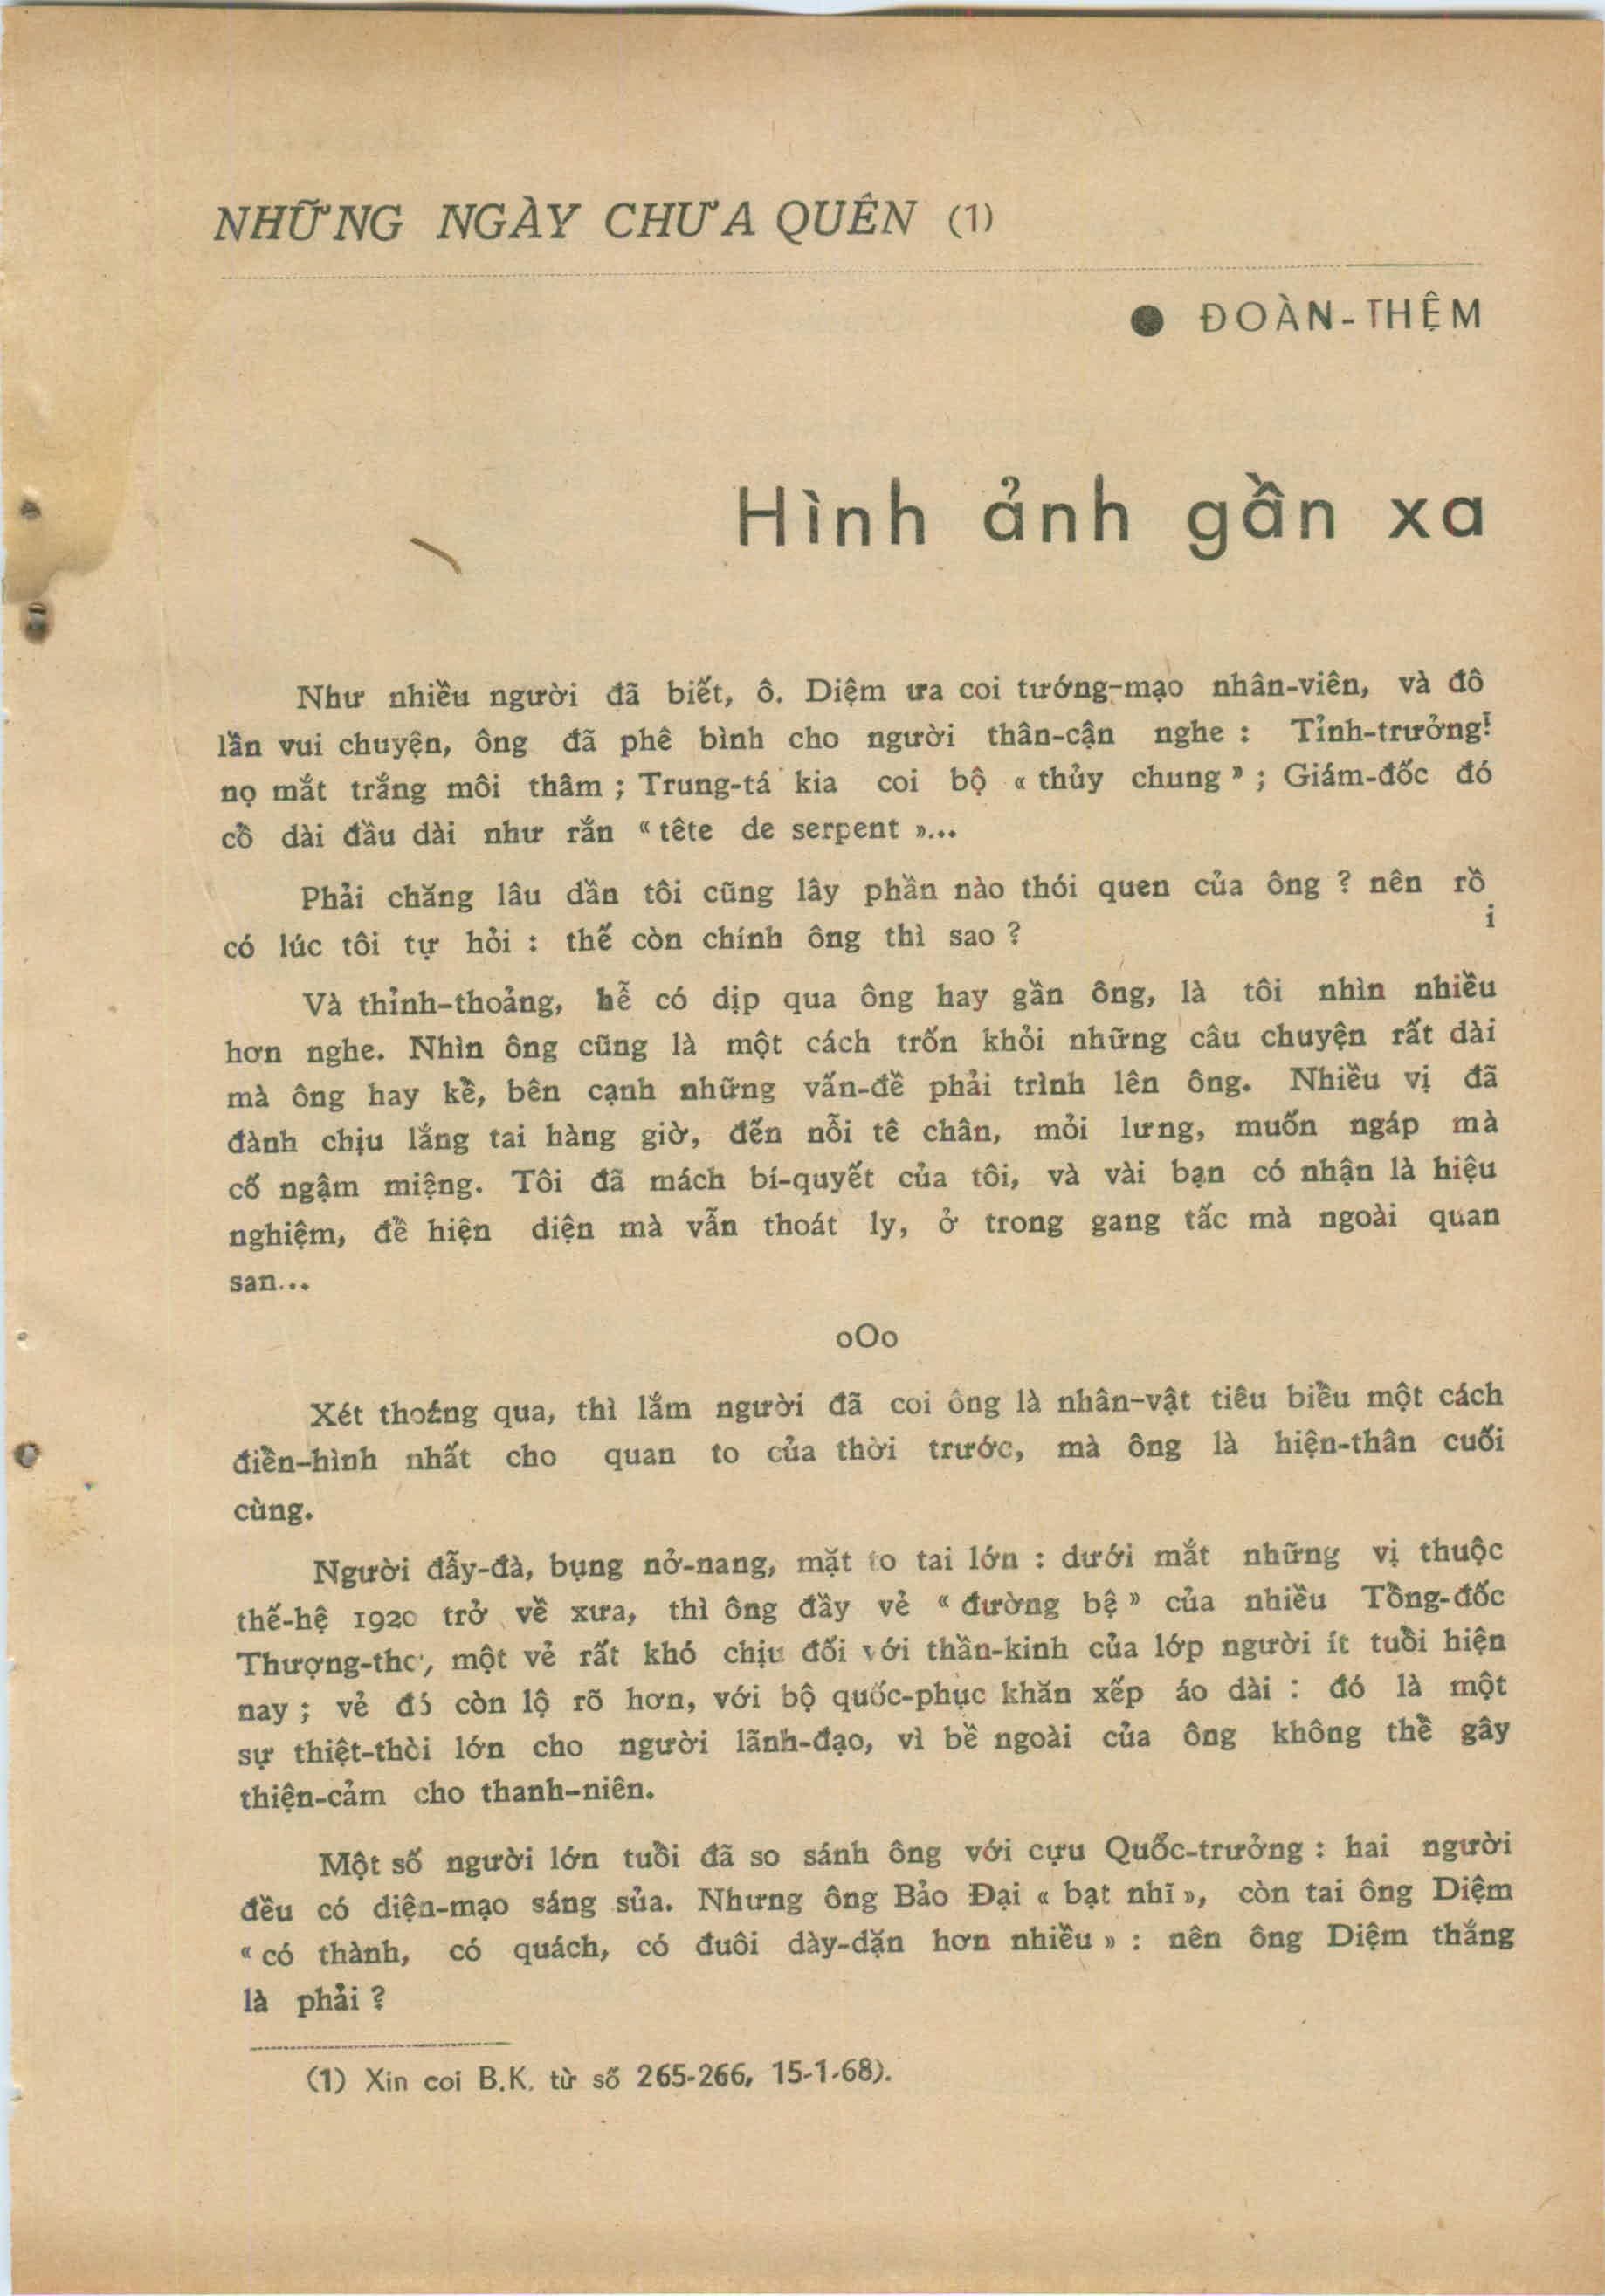 NHỮNG NGÀY CHƯA QUÊN (1)
● ĐOÀN-THÊM
Hình ảnh gần xa
Như nhiều người đã biết, ô. Diệm ưa coi tướng-mạo nhân-viên, và đô
lần vui chuyện, ông đã phê bình cho người thân-cận nghe : Tỉnh-trưởng!
nọ mắt trắng môi thâm ; Trung-tá kia coi bộ « thủy chung » ; Giám-đốc đó
cổ dài đầu dài như rắn « tête de serpent »...
Phải chăng lâu dần tôi cũng lây phần nào thói quen của ông ? nên rồ
i
có lúc tôi tự hỏi : thế còn chính ông thì sao ?
Và thỉnh-thoảng, hễ có dịp qua ông hay gần ông, là tôi nhìn nhiều
hơn nghe. Nhìn ông cũng là một cách trốn khỏi những câu chuyện rất dài
mà ông hay kể, bên cạnh những vấn-đề phải trình lên ông. Nhiều vị đã
đành chịu lắng tai hàng giờ, đến nỗi tê chân, mỏi lưng, muốn ngáp mà
cố ngậm miệng. Tôi đã mách bí-quyết của tôi, và vài bạn có nhận là hiệu
nghiệm, để hiện diện mà vẫn thoát ly, ở trong gang tấc mà ngoài quan
san...
oOo
Xét thoáng qua, thì lắm người đã coi ông là nhân-vật tiêu biểu một cách
điển-hình nhất cho quan to của thời trước, mà ông là hiện-thân cuối
cùng.
Người đẫy-đà, bụng nở-nang, mặt to tai lớn : dưới mắt những vị thuộc
thế-hệ 1920 trở về xưa, thì ông đầy vẻ « đường bệ » của nhiều Tổng-đốc
Thượng-thơ, một vẻ rất khó chịu đối với thần-kinh của lớp người ít tuổi hiện
nay ; vẻ đó còn lộ rõ hơn, với bộ quốc-phục khăn xếp áo dài : đó là một
sự thiệt-thòi lớn cho người lãnh-đạo, vì bề ngoài của ông không thể gây
thiện-cảm cho thanh-niên.
Một số người lớn tuổi đã so sánh ông với cựu Quốc-trưởng : hai người
đều có diện-mạo sáng sủa. Nhưng ông Bảo Đại « bạt nhĩ », còn tai ông Diệm
« có thành, có quách, có đuôi dày-dặn hơn nhiều » : nên ông Diệm thắng
là phải ?
(1) Xin coi B.K. từ số 265-266, 15-1-68).